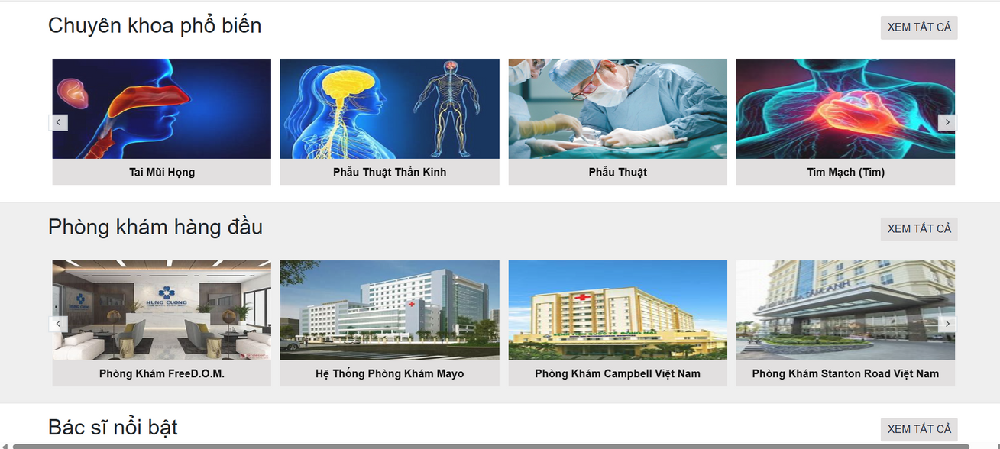 Chuyên khoa phổ biến
XEM TẤT CẢ
Tai Mũi Họng
Phẫu Thuật Thần Kinh
Phẫu Thuật
Tim Mạch (Tim)
Phòng khám hàng đầu
XEM TẤT CẢ
HUNG CUONG
Phòng Khám FreeD.O.M.
Hệ Thống Phòng Khám Mayo
Phòng Khám Campbell Việt Nam
Phòng Khám Stanton Road Việt Nam
Bác sĩ nổi bật
XEM TẤT CẢ